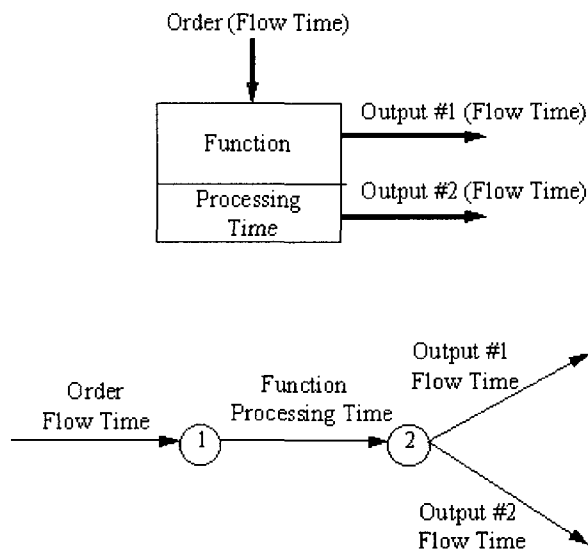 Order (Flow Time)
Output #1 (Flow Time)
Function
Output #2 (Flow Time)
Processing
Time
Output #1
Flow Time
Order
Flow Time
Function
Processing Time
1
2
Output #2
Flow Time